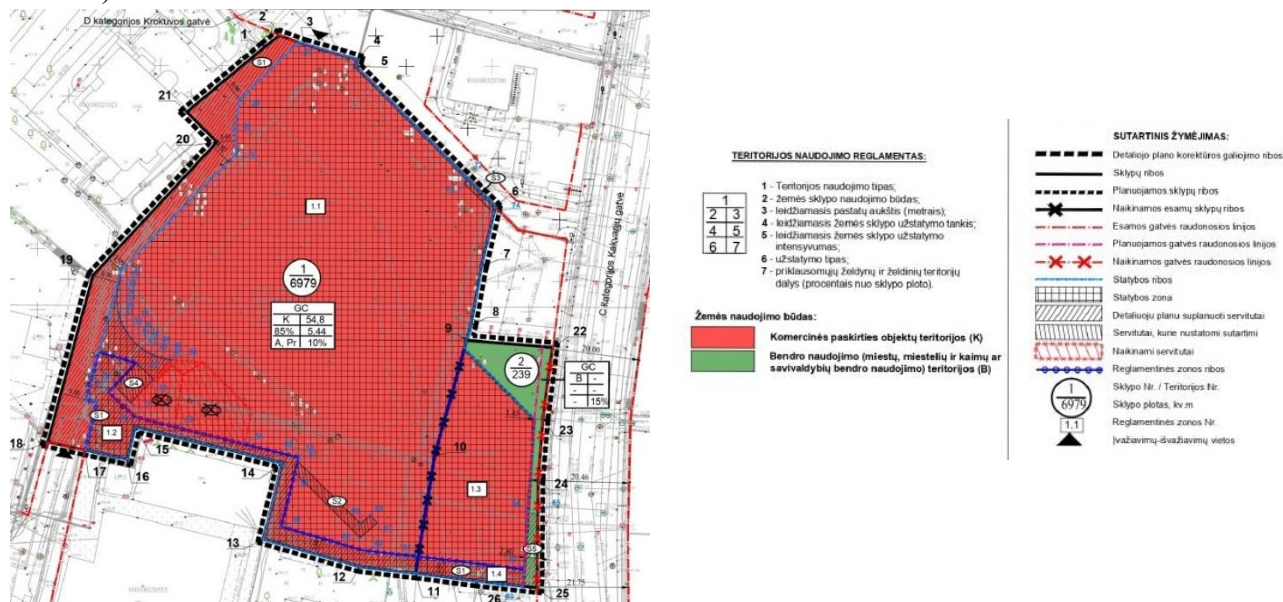 D kategorijos Krokuvos gatvė
2
3
1
4
5
S1
21
20
S3
6
74
1.1
7
C kategorijos Kalvarijų gatvė
19
1
6979
GC
K 54,8
85% 5.44
A, Pr 10%
8
9
22
20.00
2
239
GC
B -
- -
- 15%
S4
S1
1.2
23
18
10
15
17
16
14
24
20.46
1.3
S2
13
S5
S1
1.4
12
11
26
25
21.75
TERITORIJOS NAUDOJIMO REGLAMENTAS:
1
2 3
4 5
6 7
1 - Teritorijos naudojimo tipas;
2 - žemės sklypo naudojimo būdas;
3 - leidžiamasis pastatų aukštis (metrais);
4 - leidžiamasis žemės sklypo užstatymo tankis;
5 - leidžiamasis žemės sklypo užstatymo
intensyvumas;
6 - užstatymo tipas;
7 - priklausomųjų želdynų ir želdinių teritorijų
dalys (procentais nuo sklypo ploto).
Žemės naudojimo būdas:
Komercinės paskirties objektų teritorijos (K)
Bendro naudojimo (miestų, miestelių ir kaimų ar
savivaldybių bendro naudojimo) teritorijos (B)
SUTARTINIS ŽYMĖJIMAS:
Detaliojo plano korektūros galiojimo ribos
Sklypų ribos
Planuojamos sklypų ribos
Naikinamos esamų sklypų ribos
Esamos gatvės raudonosios linijos
Planuojamos gatvės raudonosios linijos
Naikinamos gatvės raudonosios linijos
Statybos ribos
Statybos zona
Detaliuoju planu suplanuoti servitutai
Servitutai, kurie nustatomi sutartimi
Naikinami servitutai
Reglamentinės zonos ribos
1
6979
Sklypo Nr. / Teritorijos Nr.
Sklypo plotas, kv.m
1.1
Reglamentinės zonos Nr.
Įvažiavimų-išvažiavimų vietos